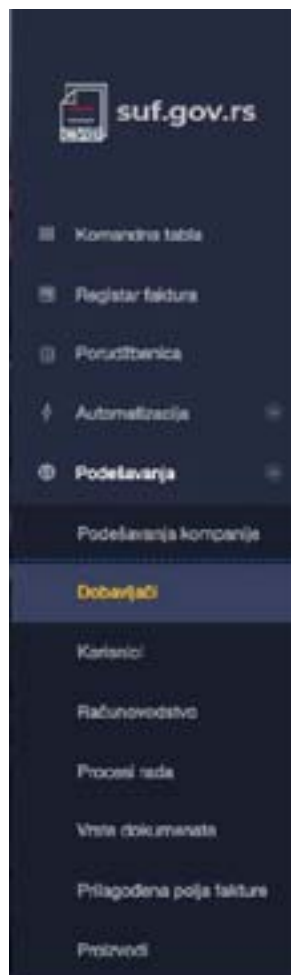 suf.gov.rs
Komandna tabla
Registar faktura
Porudžbenica
Automatizacija
Podešavanja
Podešavanja kompanije
Dobavljači
Korisnici
Računovodstvo
Procesi rada
Vrste dokumenata
Prilagođena polja fakture
Proizvodi